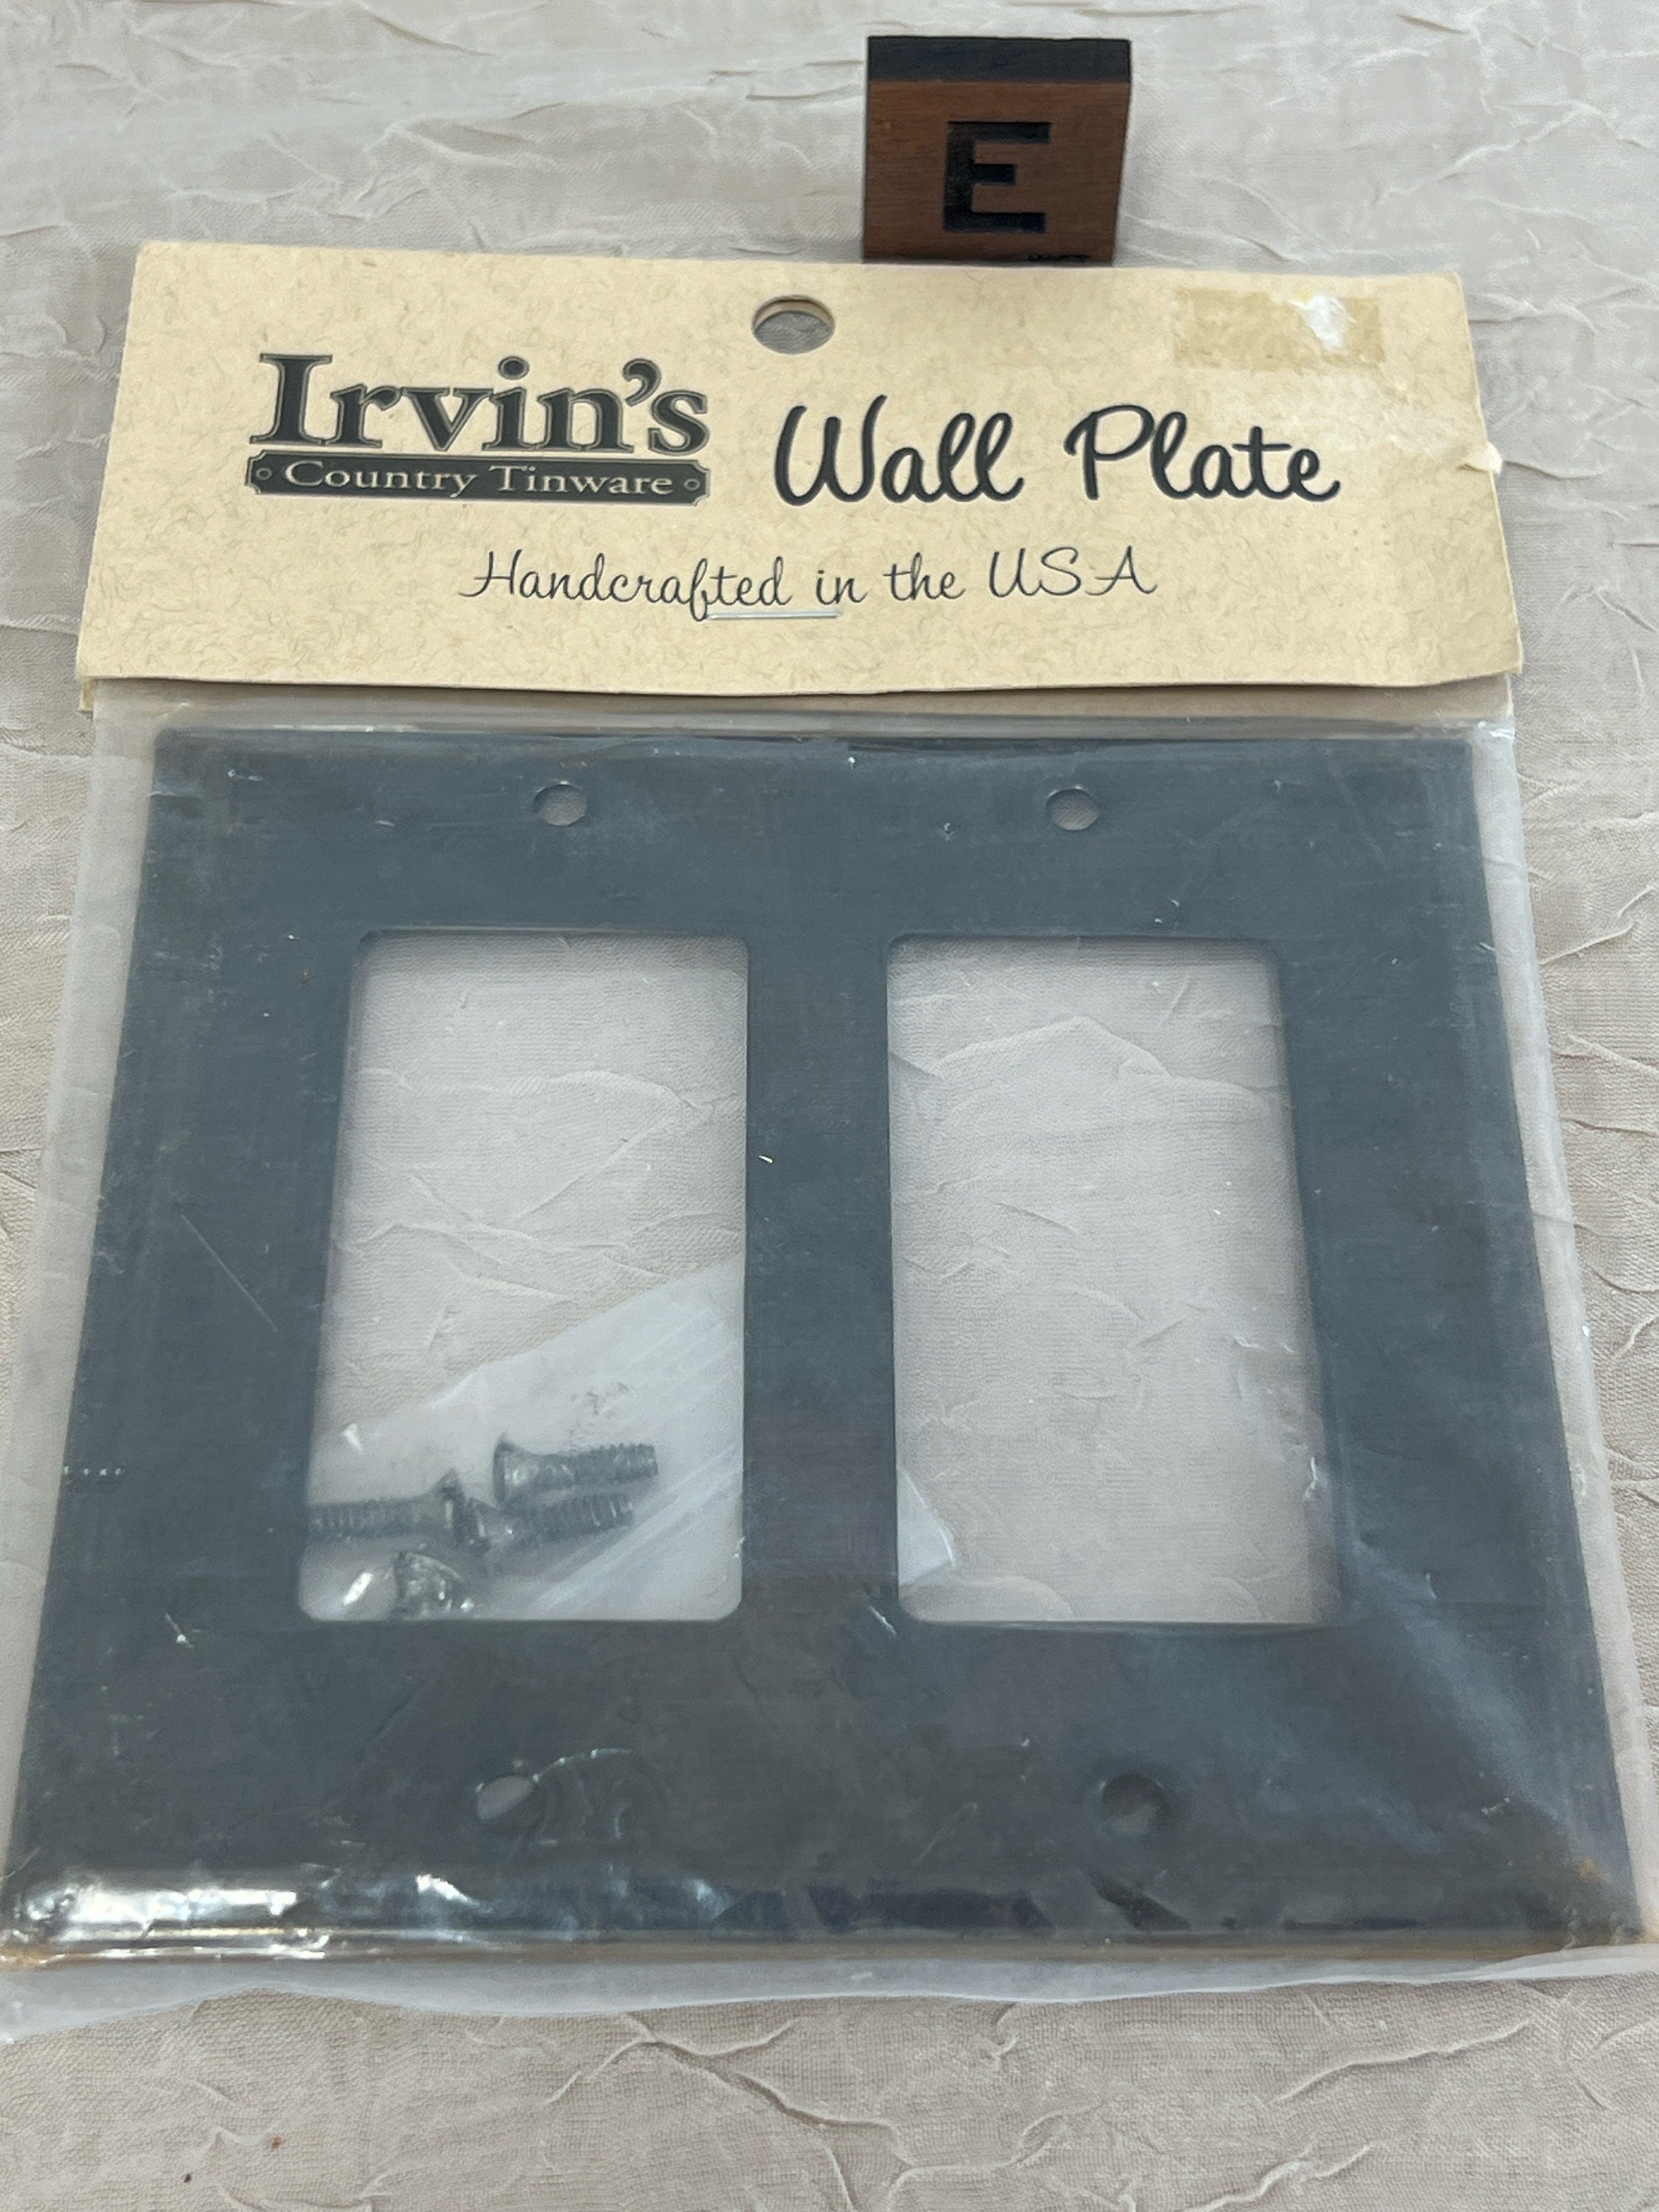 E
Irvin's
Country Tinware
Wall Plate
Handcrafted in the USA